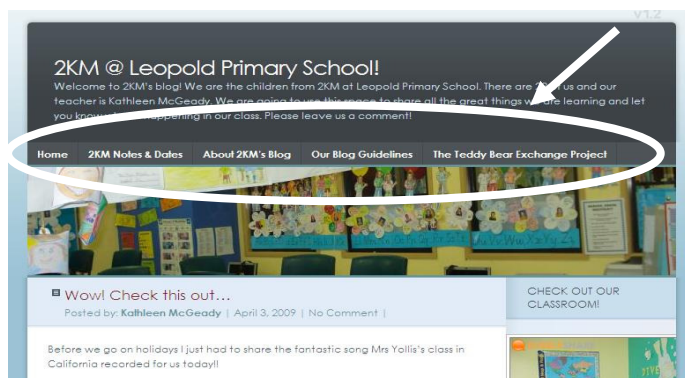 v1.2
2KM @ Leopold Primary School!
Welcome to 2KM's blog! We are the children from 2KM at Leopold Primary School. There are of us and our
teacher is Kathleen McGeady. We are going to use this space to share all the great things we are learning and let
you know happening in our class. Please leave us a comment!
Home 2KM Notes & Dates About 2KM's Blog Our Blog Guidelines The Teddy Bear Exchange Project
Wow! Check this out...
Posted by: Kathleen McGeady | April 3, 2009 | No Comment |
CHECK OUT OUR
CLASSROOM!
Before we go on holidays I just had to share the fantastic song Mrs Yollis's class in
California recorded for us today!!